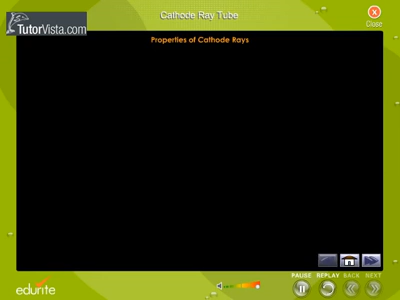 Cathode Ray Tube
Close
TutorVista.com
Properties of Cathode Rays
PAUSE REPLAY BACK NEXT
edurite